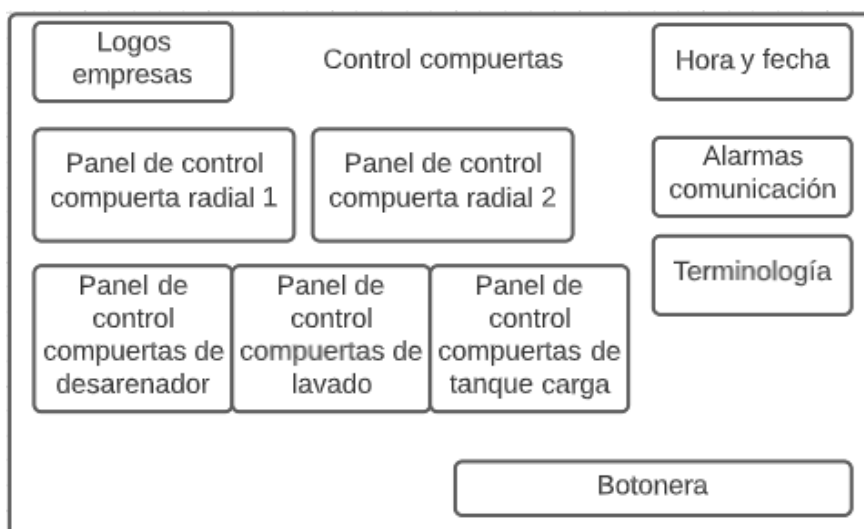 Logos
empresas
Control compuertas
Hora y fecha
Panel de control
compuerta radial 1
Panel de control
compuerta radial 2
Alarmas
comunicación
Terminología
Panel de
control
compuertas de
desarenador
Panel de
control
compuertas de
lavado
Panel de
control
compuertas de
tanque carga
Botonera